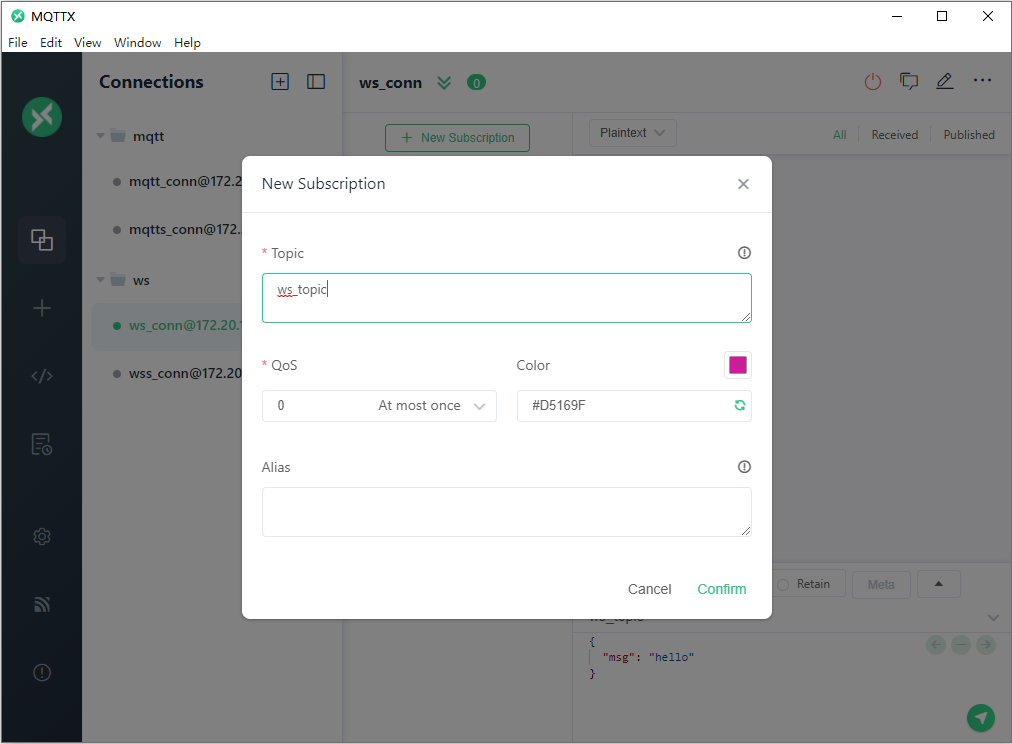 MQTTX
File Edit View Window Help
Connections
ws_conn 0
mqtt
mqtt_conn@172.2
mqtts_conn@172.
ws
ws_conn@172.20.1
wss_conn@172.20
+ New Subscription
Plaintext
All Received Published
New Subscription
* Topic
ws_topic
* QoS
Color
0 At most once
#D5169F
Alias
Cancel Confirm
Retain Meta
ws_topic
{
"msg": "hello"
}